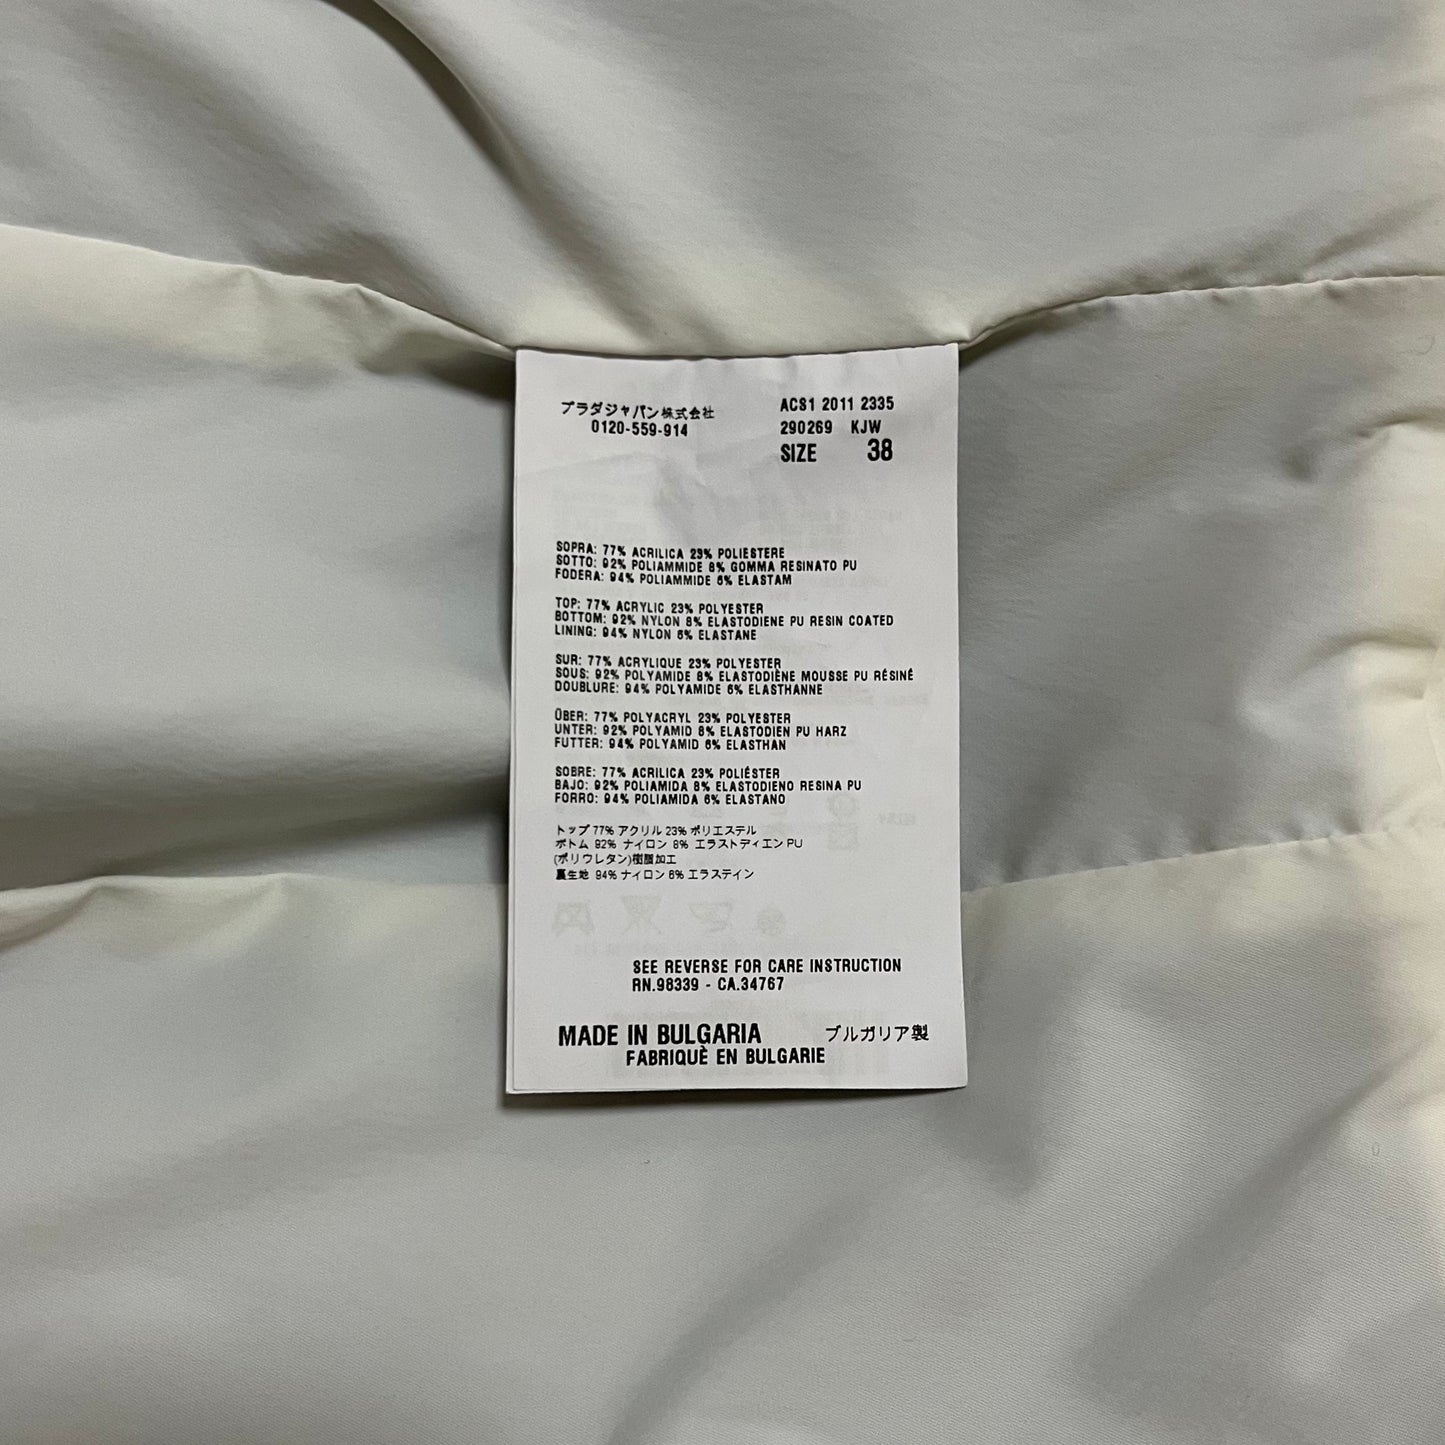 プラダジャパン株式会社
0120-559-914
ACS1 2011 2335
290269 KJW
SIZE 38
SOPRA: 77% ACRILICA 23% POLIESTERE
SOTTO: 92% POLIAMMIDE 8% GOMMA RESINATO PU
FODERA: 94% POLIAMMIDE 6% ELASTAM
TOP: 77% ACRYLIC 23% POLYESTER
BOTTOM: 92% NYLON 8% ELASTODIENE PU RESIN COATED
LINING: 94% NYLON 6% ELASTANE
SUR: 77% ACRYLIQUE 23% POLYESTER
SOUS: 92% POLYAMIDE 8% ELASTODIÈNE MOUSSE PU RÉSINÉ
DOUBLURE: 94% POLYAMIDE 6% ELASTHANNE
ÜBER: 77% POLYACRYL 23% POLYESTER
UNTER: 92% POLYAMID 8% ELASTODIEN PU HARZ
FUTTER: 94% POLYAMID 6% ELASTHAN
SOBRE: 77% ACRILICA 23% POLIÉSTER
BAJO: 92% POLIAMIDA 8% ELASTODIENO RESINA PU
FORRO: 94% POLIAMIDA 6% ELASTANO
トップ 77% アクリル 23% ポリエステル
ボトム 92% ナイロン 8% エラストディエン PU
(ポリウレタン)樹脂加工
裏生地 94% ナイロン 6% エラステイン
SEE REVERSE FOR CARE INSTRUCTION
RN.98339 - CA.34767
MADE IN BULGARIA ブルガリア製
FABRIQUÈ EN BULGARIE